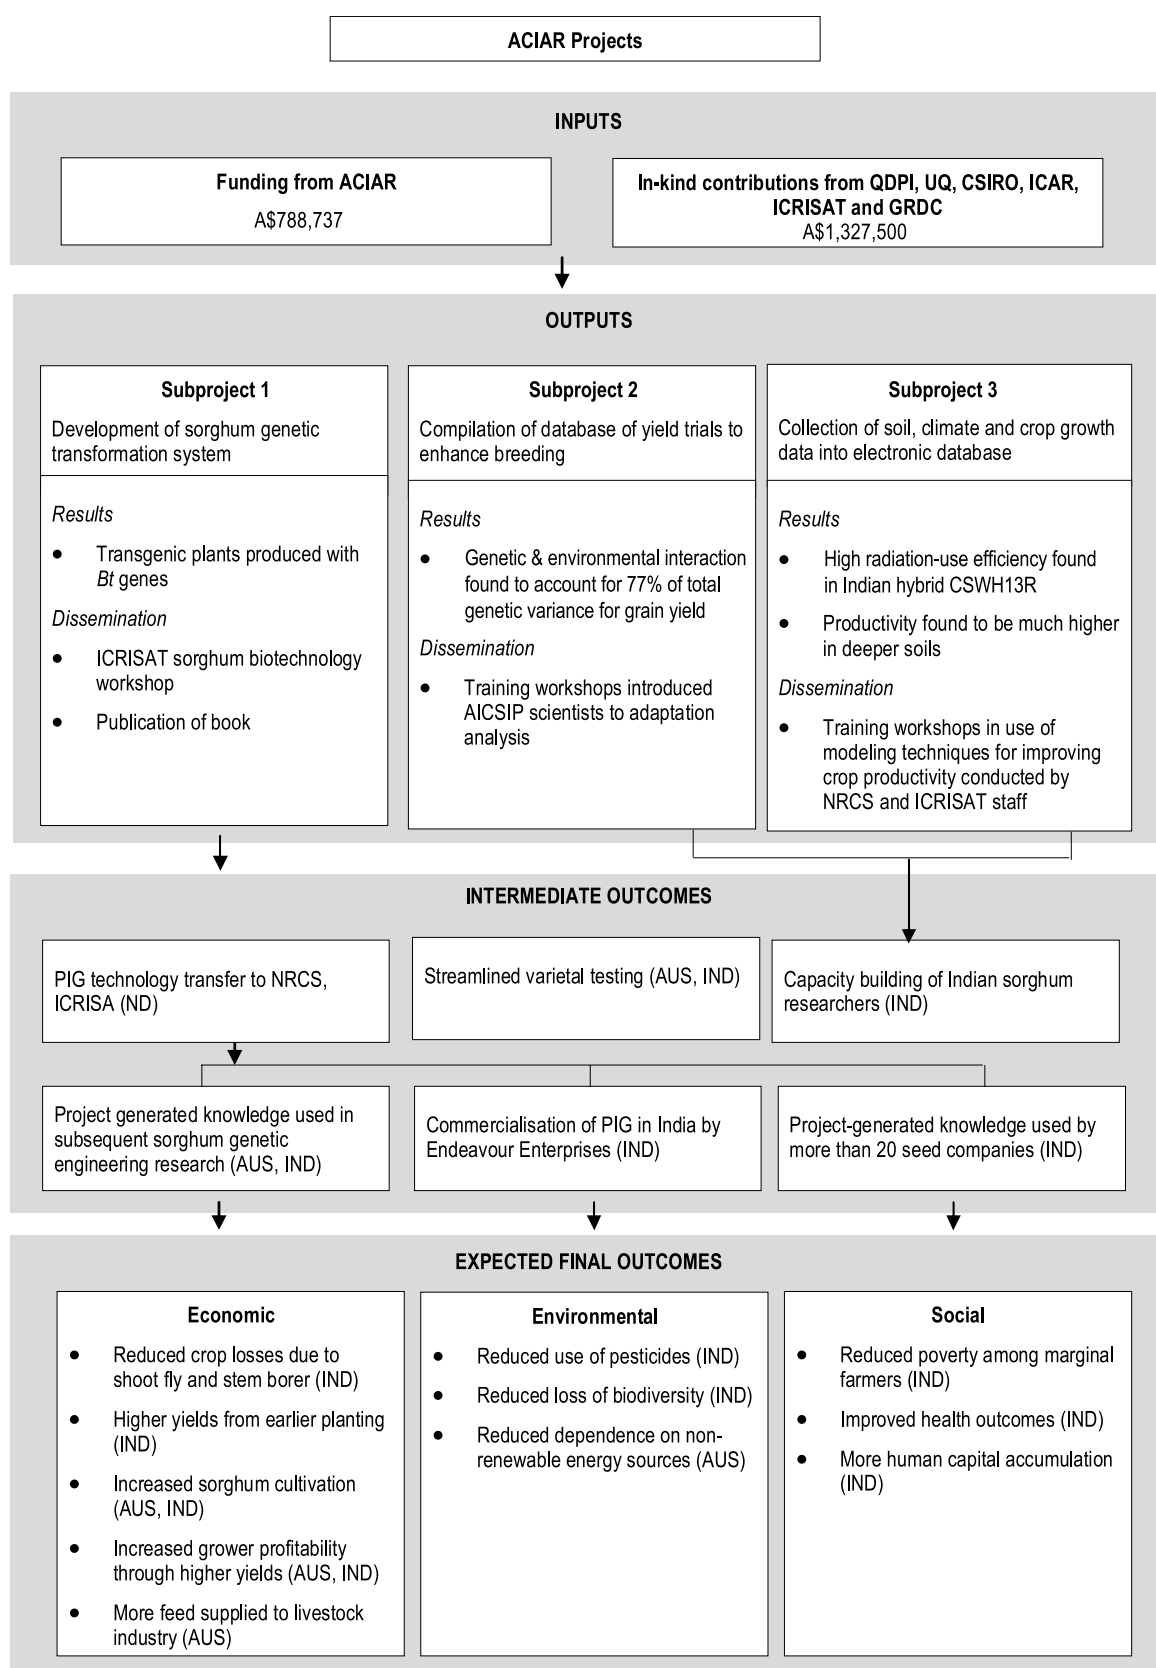 ACIAR Projects
INPUTS
Funding from ACIAR
A$788,737
In-kind contributions from QDPI, UQ, CSIRO, ICAR,
ICRISAT and GRDC
A$1,327,500
OUTPUTS
Subproject 1
Development of sorghum genetic
transformation system
Results
● Transgenic plants produced with
Bt genes
Dissemination
● ICRISAT sorghum biotechnology
workshop
● Publication of book
Subproject 2
Compilation of database of yield trials to
enhance breeding
Results
● Genetic & environmental interaction
found to account for 77% of total
genetic variance for grain yield
Dissemination
● Training workshops introduced
AICSIP scientists to adaptation
analysis
Subproject 3
Collection of soil, climate and crop growth
data into electronic database
Results
● High radiation-use efficiency found
in Indian hybrid CSWH13R
● Productivity found to be much higher
in deeper soils
Dissemination
● Training workshops in use of
modeling techniques for improving
crop productivity conducted by
NRCS and ICRISAT staff
INTERMEDIATE OUTCOMES
PIG technology transfer to NRCS,
ICRISA (ND)
Streamlined varietal testing (AUS, IND)
Capacity building of Indian sorghum
researchers (IND)
Project generated knowledge used in
subsequent sorghum genetic
engineering research (AUS, IND)
Commercialisation of PIG in India by
Endeavour Enterprises (IND)
Project-generated knowledge used by
more than 20 seed companies (IND)
EXPECTED FINAL OUTCOMES
Economic
● Reduced crop losses due to
shoot fly and stem borer (IND)
● Higher yields from earlier planting
(IND)
● Increased sorghum cultivation
(AUS, IND)
● Increased grower profitability
through higher yields (AUS, IND)
● More feed supplied to livestock
industry (AUS)
Environmental
● Reduced use of pesticides (IND)
● Reduced loss of biodiversity (IND)
● Reduced dependence on non-
renewable energy sources (AUS)
Social
● Reduced poverty among marginal
farmers (IND)
● Improved health outcomes (IND)
● More human capital accumulation
(IND)